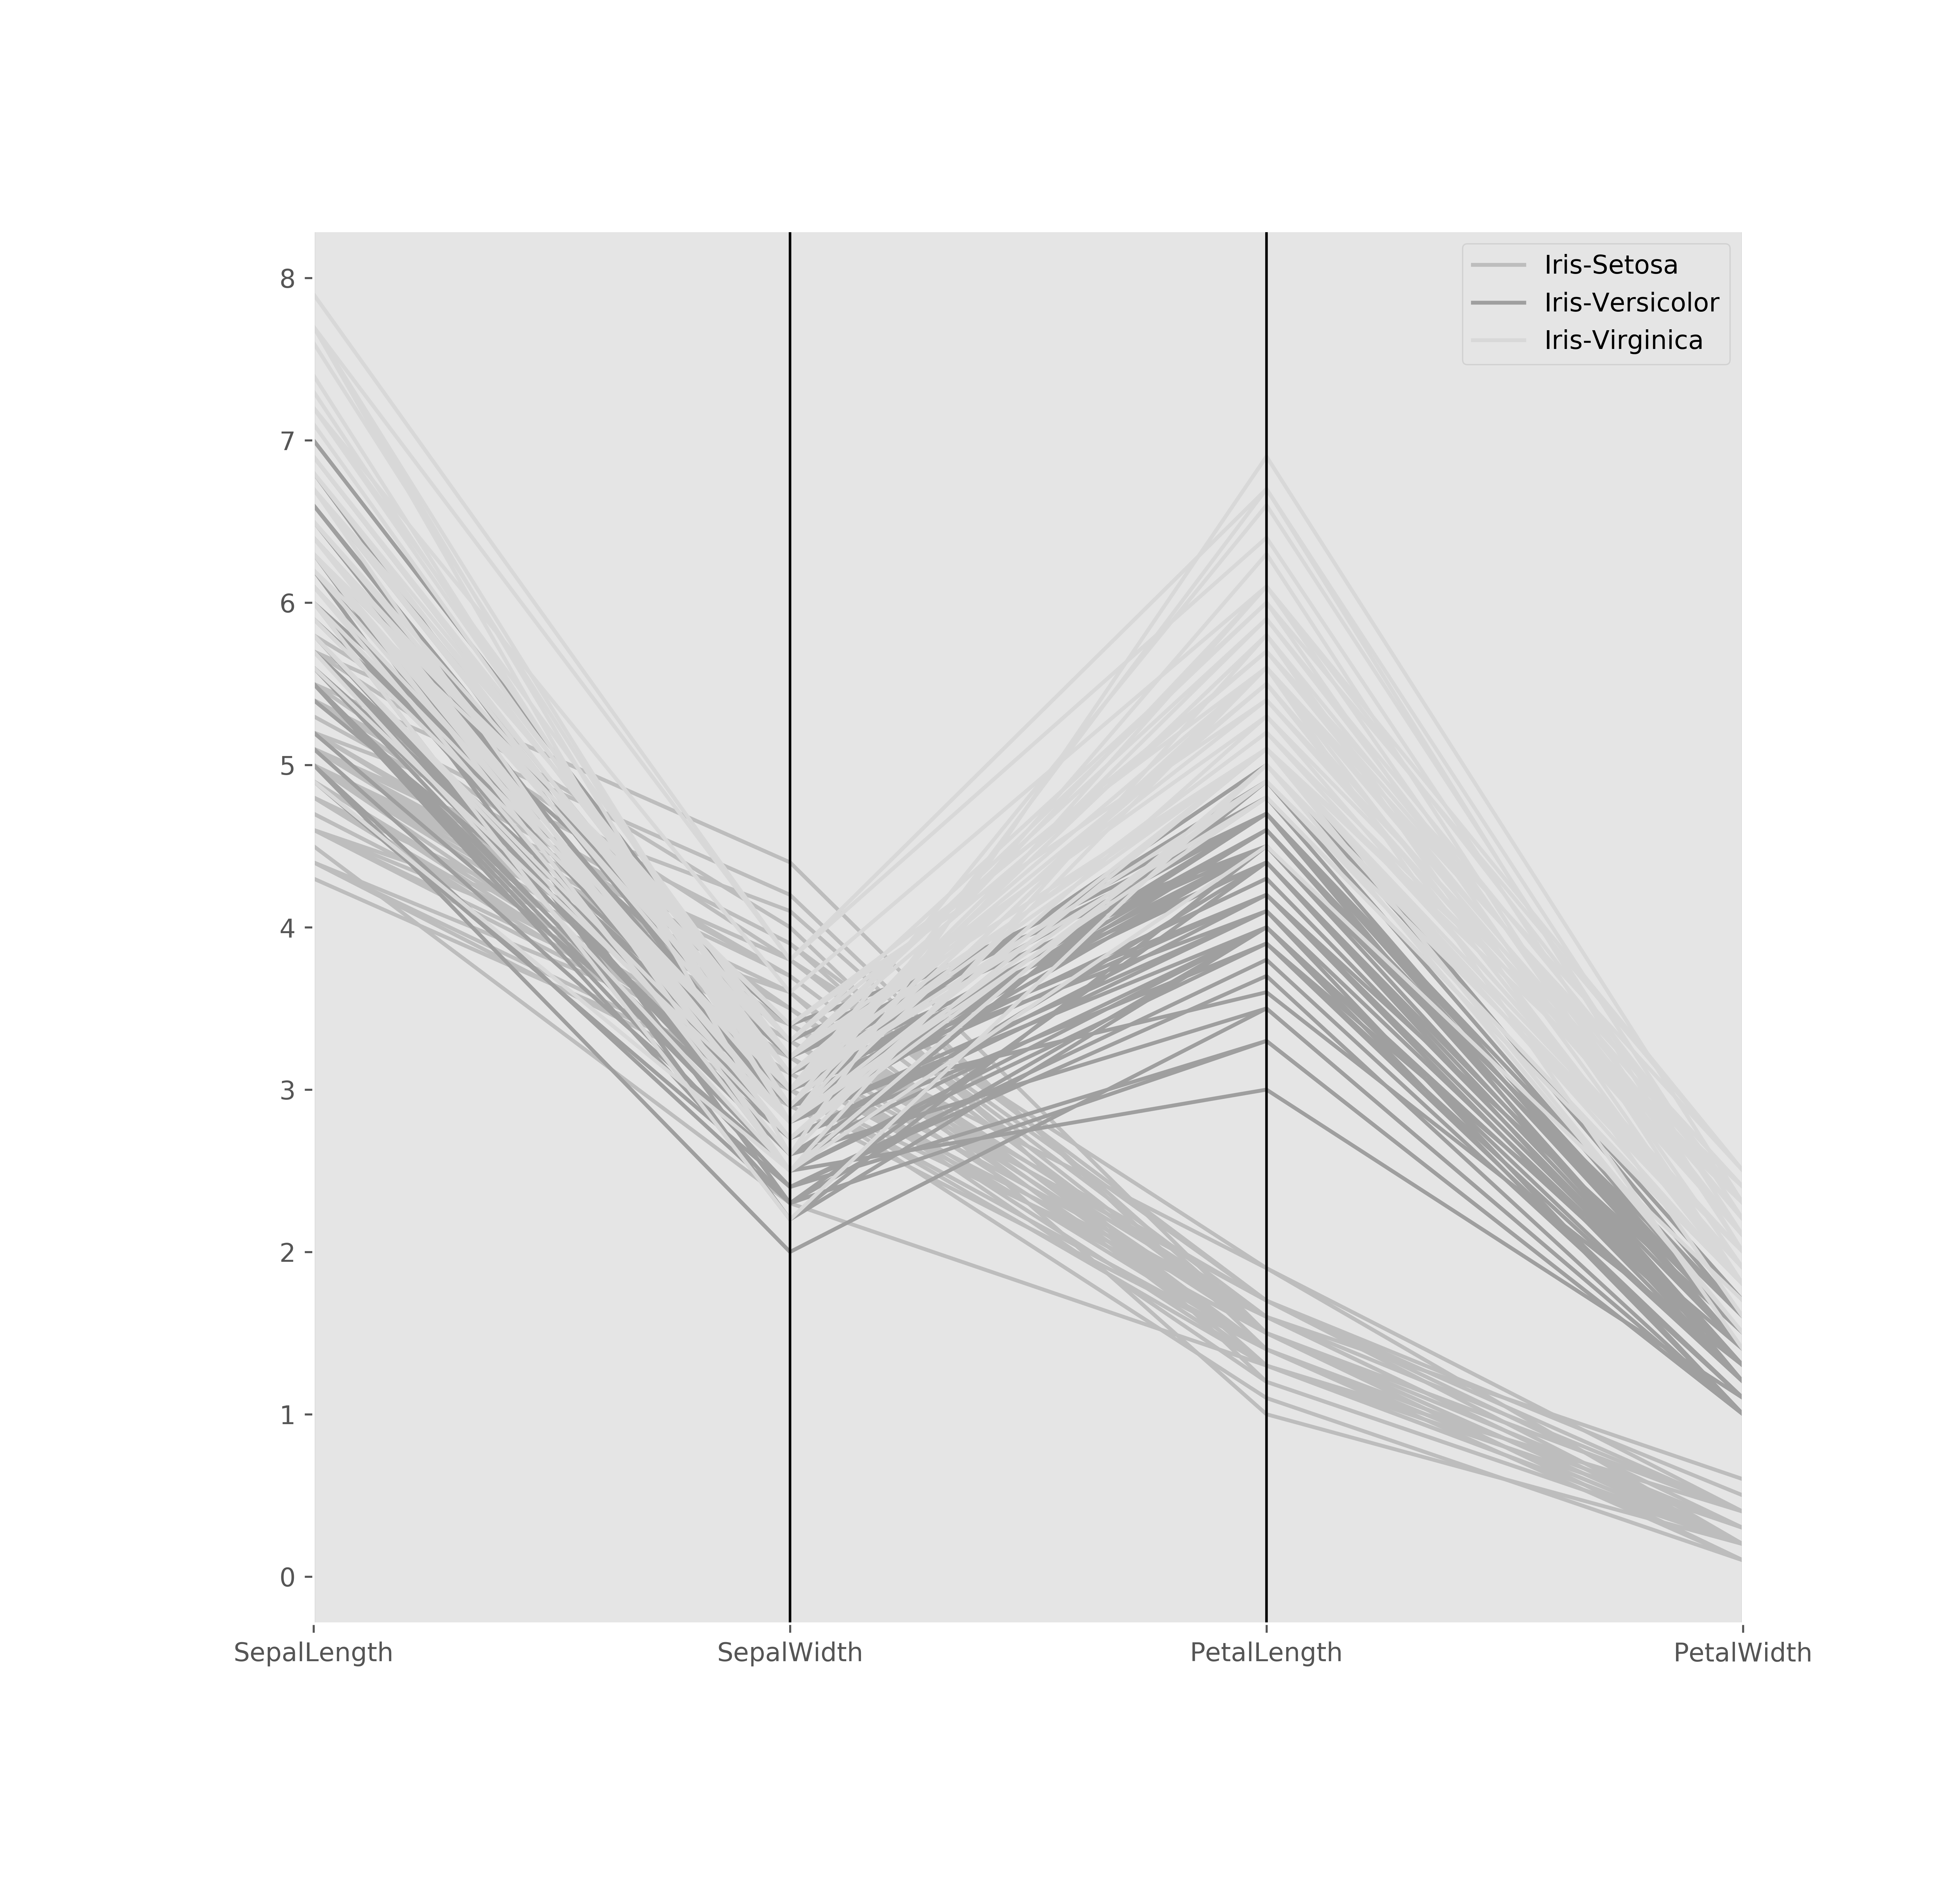 Iris-Setosa
Iris-Versicolor
Iris-Virginica
8
7
6
5
4
3
2
1
0
SepalLength SepalWidth PetalLength PetalWidth